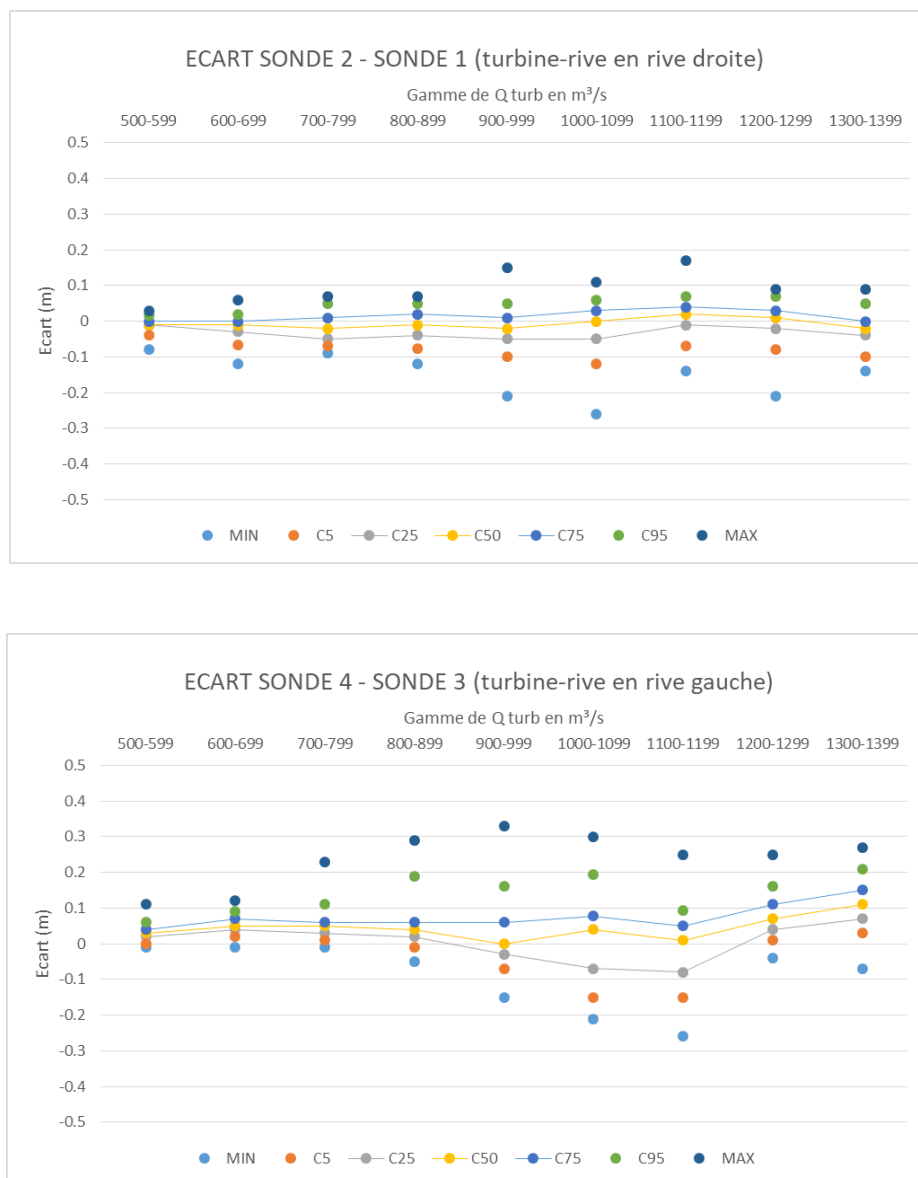 ECART SONDE 2 - SONDE 1 (turbine-rive en rive droite)
Gamme de Q turb en m³/s
500-599 600-699 700-799 800-899 900-999 1000-1099 1100-1199 1200-1299 1300-1399
0.5
0.4
0.3
0.2
0.1
0
-0.1
-0.2
-0.3
-0.4
-0.5
Ecart (m)
MIN C5 C25 C50 C75 C95 MAX
ECART SONDE 4 - SONDE 3 (turbine-rive en rive gauche)
Gamme de Q turb en m³/s
500-599 600-699 700-799 800-899 900-999 1000-1099 1100-1199 1200-1299 1300-1399
0.5
0.4
0.3
0.2
0.1
0
-0.1
-0.2
-0.3
-0.4
-0.5
Ecart (m)
MIN C5 C25 C50 C75 C95 MAX